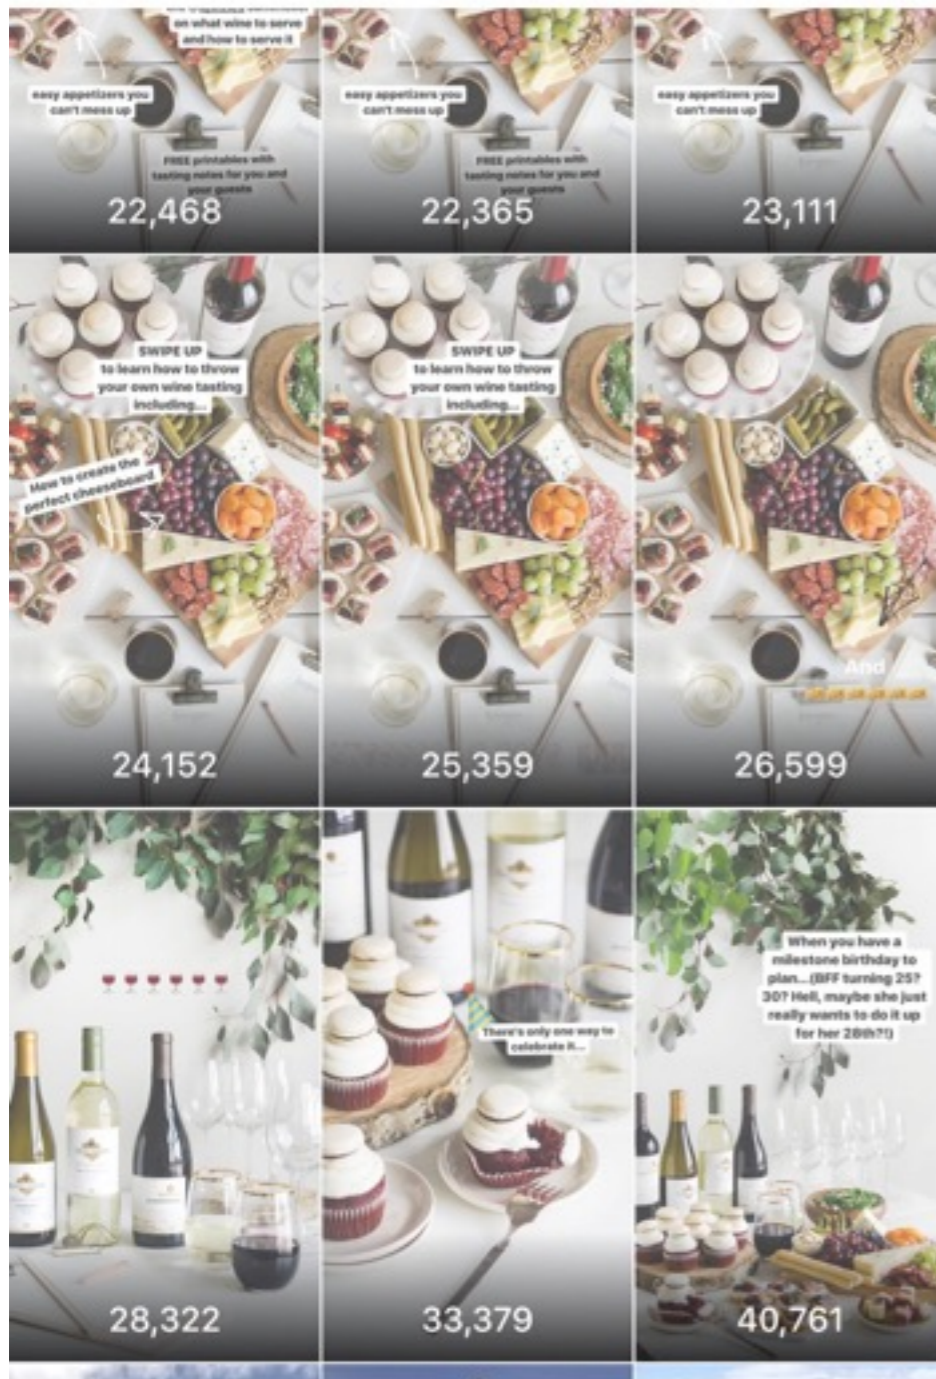 on what wine to serve
and how to serve it
easy appetizers you
can't mess up
FREE printables with
tasting notes for you and
your guests
22,468
easy appetizers you
can't mess up
FREE printables with
tasting notes for you and
your guests
22,365
easy appetizers you
can't mess up
23,111
SWIPE UP
to learn how to throw
your own wine tasting
including...
How to create the
perfect cheeseboard
24,152
SWIPE UP
to learn how to throw
your own wine tasting
including...
25,359
And
26,599
28,322
There's only one way to
celebrate it...
33,379
When you have a
milestone birthday to
plan...(BFF turning 25?
30? Hell, maybe she just
really wants to do it up
for her 28th?!)
40,761